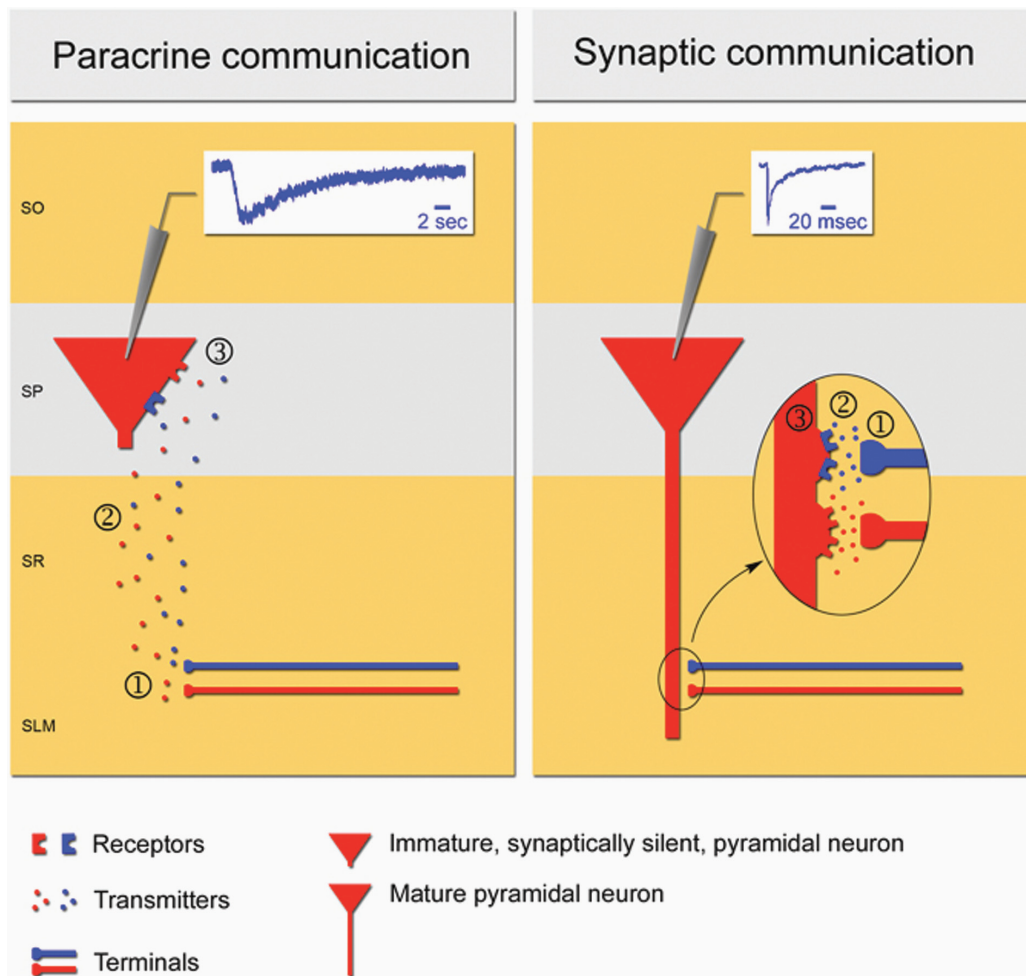 Paracrine communication
Synaptic communication
SO
2 sec
20 msec
SP
③
③ ② ①
②
SR
①
SLM
Receptors
Immature, synaptically silent, pyramidal neuron
Transmitters
Mature pyramidal neuron
Terminals